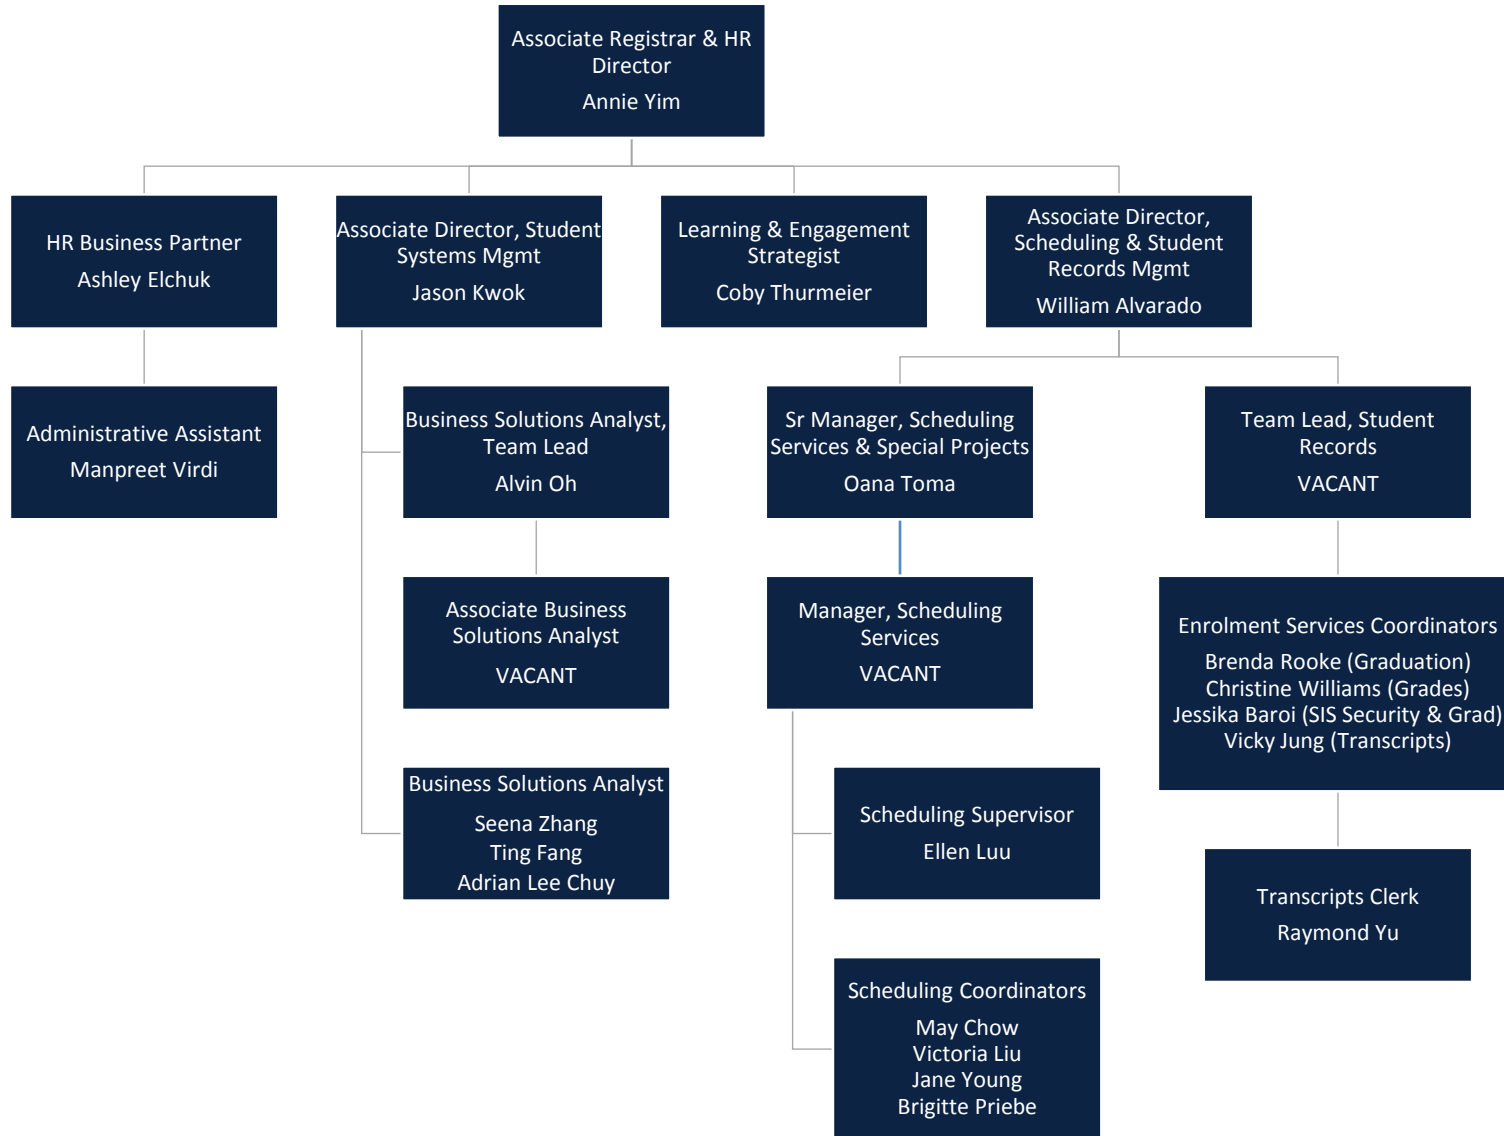 Associate Registrar & HR
Director
Annie Yim
HR Business Partner
Ashley Elchuk
Associate Director, Student
Systems Mgmt
Jason Kwok
Learning & Engagement
Strategist
Coby Thurmeier
Associate Director,
Scheduling & Student
Records Mgmt
William Alvarado
Administrative Assistant
Manpreet Virdi
Business Solutions Analyst,
Team Lead
Alvin Oh
Sr Manager, Scheduling
Services & Special Projects
Oana Toma
Team Lead, Student
Records
VACANT
Associate Business
Solutions Analyst
VACANT
Manager, Scheduling
Services
VACANT
Enrolment Services Coordinators
Brenda Rooke (Graduation)
Christine Williams (Grades)
Jessika Baroi (SIS Security & Grad)
Vicky Jung (Transcripts)
Business Solutions Analyst
Seena Zhang
Ting Fang
Adrian Lee Chuy
Scheduling Supervisor
Ellen Luu
Transcripts Clerk
Raymond Yu
Scheduling Coordinators
May Chow
Victoria Liu
Jane Young
Brigitte Priebe